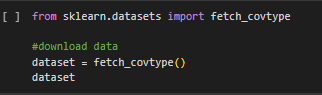 [ ] from sklearn.datasets import fetch_covtype
#download data
dataset = fetch_covtype()
dataset